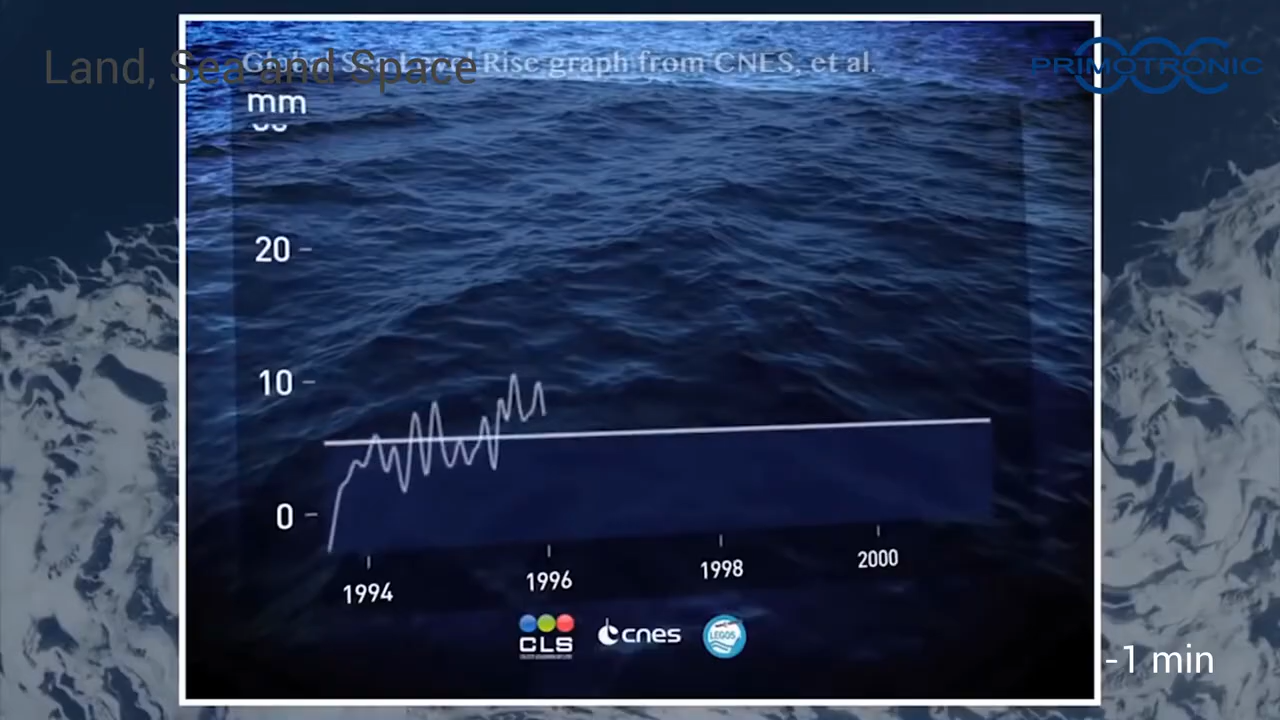 Land, Sea and Space
Global Sea Level Rise graph from CNES, et al.
PRIMOTRONIC
mm
20
10
0
1994
1996
1998
2000
CLS
cnes
LEGOS
-1 min